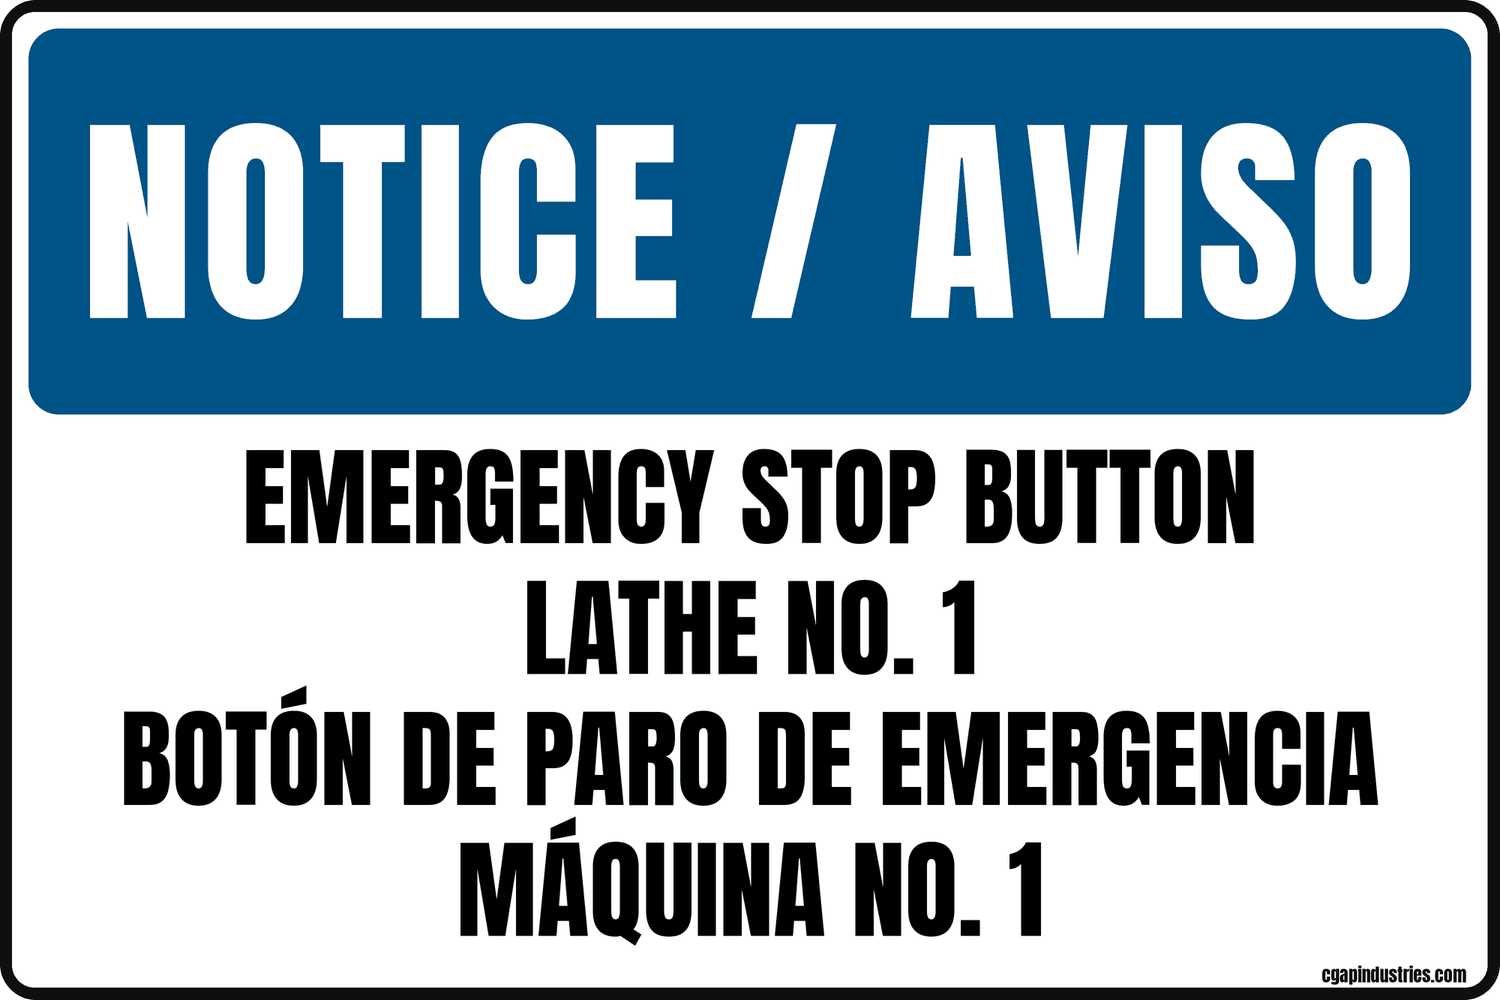 NOTICE / AVISO
EMERGENCY STOP BUTTON
LATHE NO. 1
BOTÓN DE PARO DE EMERGENCIA
MÁQUINA NO. 1
cgapindustries.com